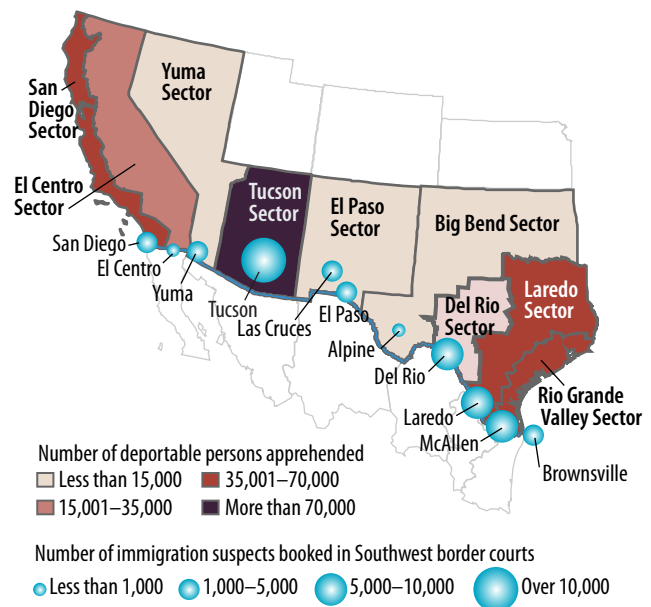 San
Diego
Sector
Yuma
Sector
El Centro
Sector
Tucson
Sector
El Paso
Sector
Big Bend Sector
Del Rio
Sector
Laredo
Sector
Rio Grande
Valley Sector
San Diego
El Centro
Yuma
Tucson
Las Cruces
El Paso
Alpine
Del Rio
Laredo
McAllen
Brownsville
Number of deportable persons apprehended
Less than 15,000
35,001–70,000
15,001–35,000
More than 70,000
Number of immigration suspects booked in Southwest border courts
Less than 1,000
1,000–5,000
5,000–10,000
Over 10,000